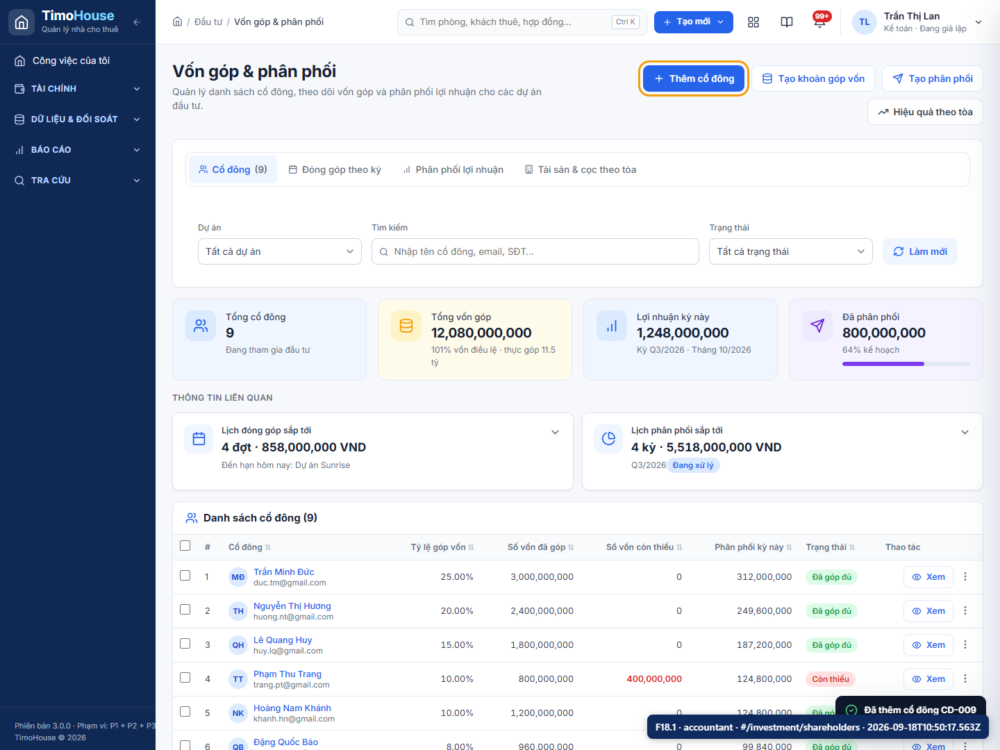 TimoHouse
Quản lý nhà cho thuê
Công việc của tôi
TÀI CHÍNH
DỮ LIỆU & ĐỐI SOÁT
BÁO CÁO
TRA CỨU
Phiên bản 3.0.0 · Phạm vi: P1 + P2 + P3
TimoHouse © 2026
/ Đầu tư / Vốn góp & phân phối
Tìm phòng, khách thuê, hợp đồng...
Ctrl K
Tạo mới
99+
TL
Trần Thị Lan
Kế toán · Đang giả lập
Vốn góp & phân phối
Quản lý danh sách cổ đông, theo dõi vốn góp và phân phối lợi nhuận cho các dự án
đầu tư.
Thêm cổ đông
Tạo khoản góp vốn
Tạo phân phối
Hiệu quả theo tòa
Cổ đông (9)
Đóng góp theo kỳ
Phân phối lợi nhuận
Tài sản & cọc theo tòa
Dự án
Tìm kiếm
Trạng thái
Tất cả dự án
Nhập tên cổ đông, email, SĐT...
Tất cả trạng thái
Làm mới
Tổng cổ đông
9
Đang tham gia đầu tư
Tổng vốn góp
12,080,000,000
101% vốn điều lệ · thực góp 11.5
tỷ
Lợi nhuận kỳ này
1,248,000,000
Kỳ Q3/2026 · Tháng 10/2026
Đã phân phối
800,000,000
64% kế hoạch
THÔNG TIN LIÊN QUAN
Lịch đóng góp sắp tới
4 đợt · 858,000,000 VND
Đến hạn hôm nay: Dự án Sunrise
Lịch phân phối sắp tới
4 kỳ · 5,518,000,000 VND
Q3/2026 Đang xử lý
Danh sách cổ đông (9)
# Cổ đông Tỷ lệ góp vốn Số vốn đã góp Số vốn còn thiếu Phân phối kỳ này Trạng thái Thao tác
1 MĐ Trần Minh Đức 25.00% 3,000,000,000 0 312,000,000 Đã góp đủ Xem
duc.tm@gmail.com
2 TH Nguyễn Thị Hương 20.00% 2,400,000,000 0 249,600,000 Đã góp đủ Xem
huong.nt@gmail.com
3 QH Lê Quang Huy 15.00% 1,800,000,000 0 187,200,000 Đã góp đủ Xem
huy.lq@gmail.com
4 TT Phạm Thu Trang 10.00% 800,000,000 400,000,000 124,800,000 Còn thiếu Xem
trang.pt@gmail.com
5 NK Hoàng Nam Khánh 10.00% 1,200,000,000 0 124,800,000 Đã góp
khanh.hn@gmail.com
6 QB Đặng Quốc Bảo 8.00% 960,000,000 0 99,840,000 Đã góp đủ Xem
Đã thêm cổ đông CD-009
F18.1 · accountant · #/investment/shareholders · 2026-09-18T10:50:17.563Z